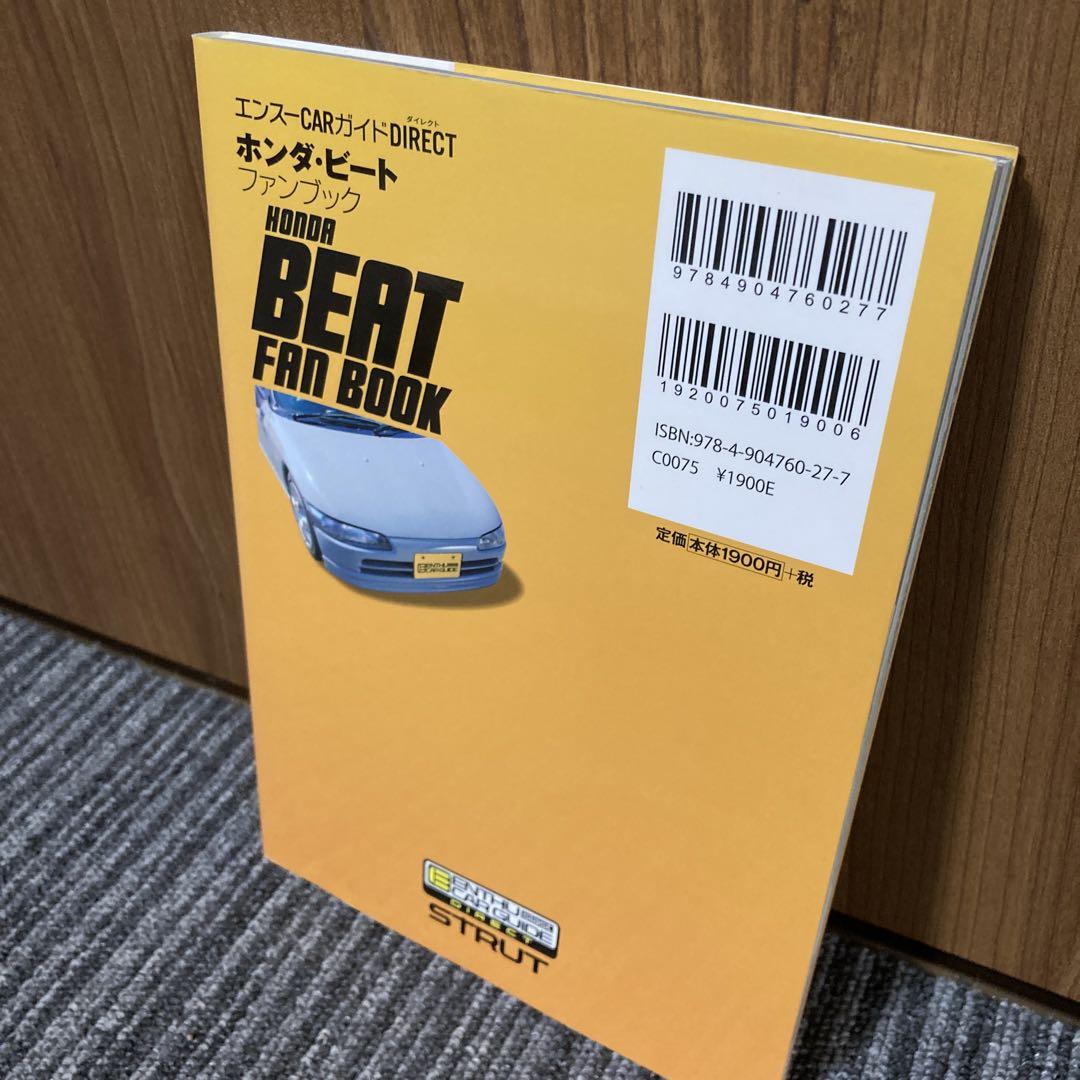 エンスーCARガイドDIRECT
ダイレクト
ホンダ・ビート
ファンブック
HONDA
BEAT
FAN BOOK
ENTHU
CAR GUIDE
9784904760277
1920075019006
ISBN:978-4-904760-27-7
C0075 ¥1900E
定価 本体1900円 +税
ENTHU
CAR GUIDE
DIRECT
STRUT